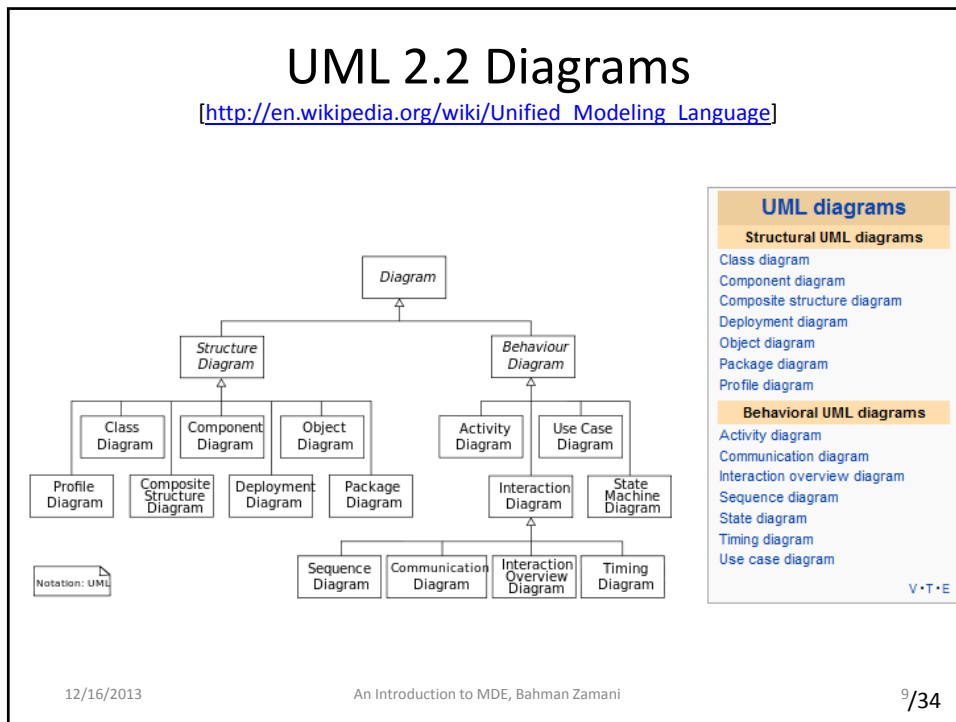 UML 2.2 Diagrams
[http://en.wikipedia.org/wiki/Unified_Modeling_Language]
Diagram
Structure
Diagram
Behaviour
Diagram
Class
Diagram
Component
Diagram
Object
Diagram
Activity
Diagram
Use Case
Diagram
Profile
Diagram
Composite
Structure
Diagram
Deployment
Diagram
Package
Diagram
Interaction
Diagram
State
Machine
Diagram
Sequence
Diagram
Communication
Diagram
Interaction
Overview
Diagram
Timing
Diagram
Notation: UML
UML diagrams
Structural UML diagrams
Class diagram
Component diagram
Composite structure diagram
Deployment diagram
Object diagram
Package diagram
Profile diagram
Behavioral UML diagrams
Activity diagram
Communication diagram
Interaction overview diagram
Sequence diagram
State diagram
Timing diagram
Use case diagram
V·T·E
12/16/2013
An Introduction to MDE, Bahman Zamani
9/34